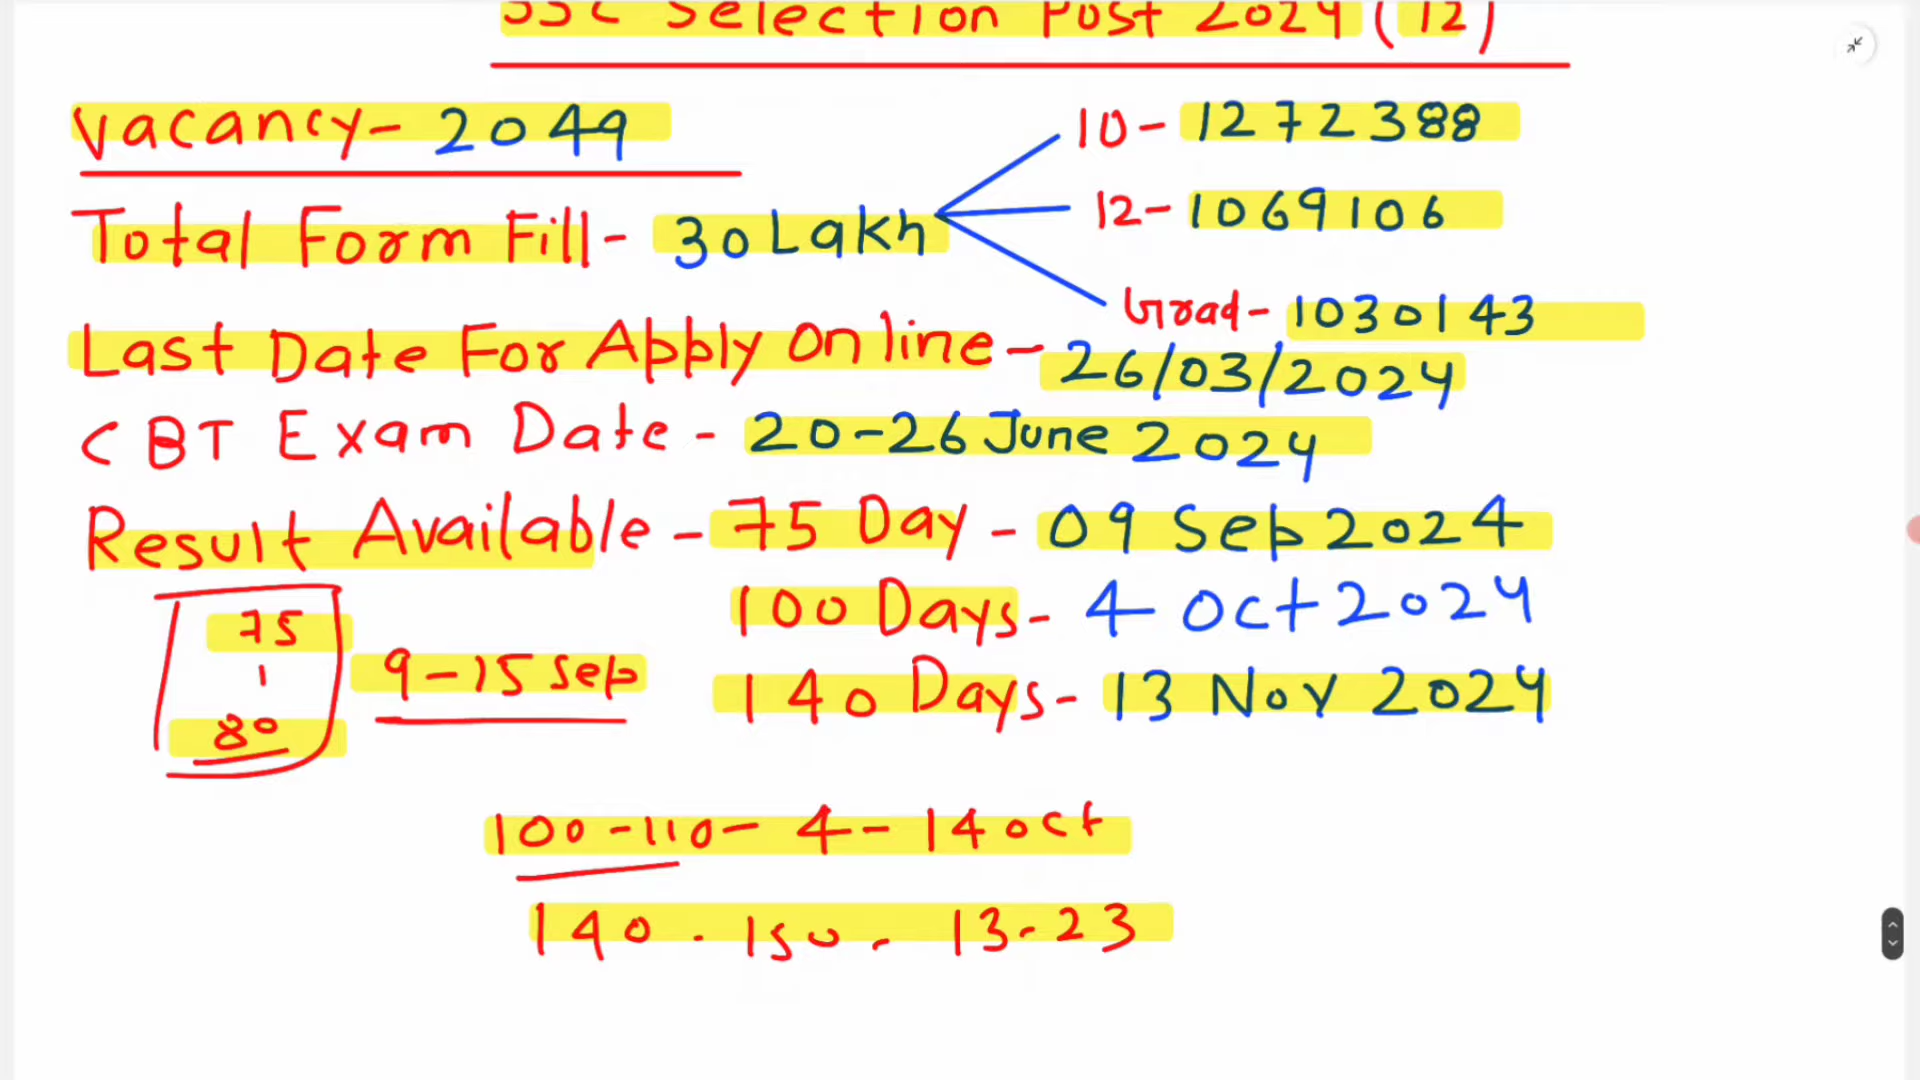 SSC Selection Post 2024 (12)
Vacancy- 2049
10- 1272388
12- 1069106
Total Form Fill- 30 Lakh
Grad- 1030143
Last Date For Apply Online- 26/03/2024
CBT Exam Date - 20-26 June 2024
Result Available - 75 Day - 09 Sep 2024
100 Days- 4 Oct 2024
140 Days- 13 Nov 2024
75
-
80
9-15 Sep
100-110- 4-14 oct
140 - 150 - 13-23